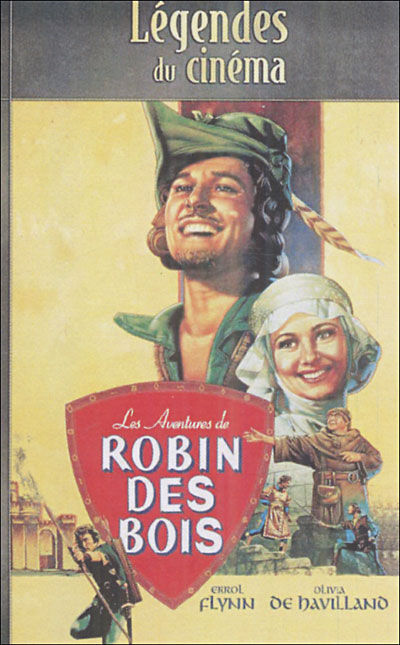 Légendes
du cinéma
Les Aventures de
ROBIN
DES
BOIS
ERROL
FLYNN
OLIVIA
DE HAVILLAND